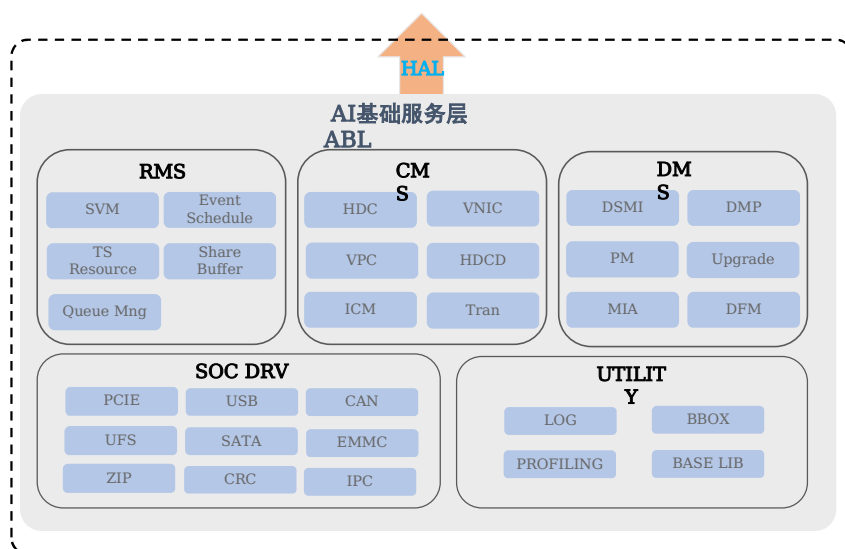 HAL
AI基础服务层
ABL
RMS
SVM
Event
Schedule
TS
Resource
Share
Buffer
Queue Mng
CM
S
HDC
VNIC
VPC
HDCD
ICM
Tran
DM
S
DSMI
DMP
PM
Upgrade
MIA
DFM
SOC DRV
PCIE
USB
CAN
UFS
SATA
EMMC
ZIP
CRC
IPC
UTILIT
Y
LOG
BBOX
PROFILING
BASE LIB